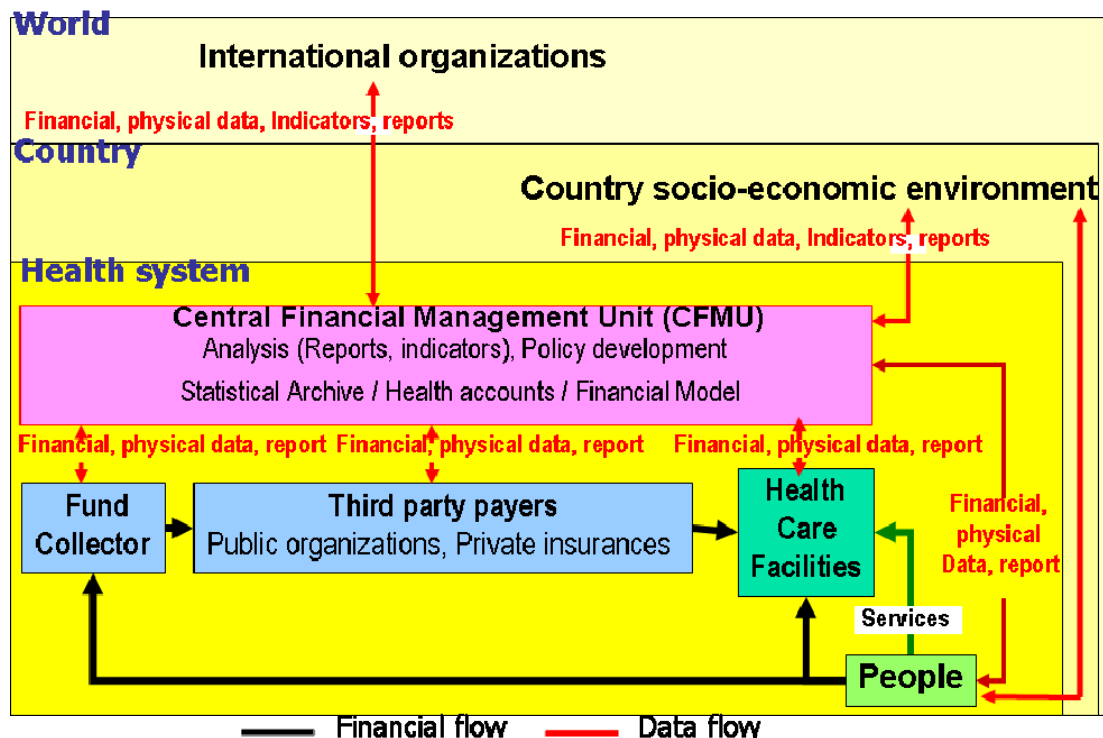 World
International organizations
Financial, physical data, Indicators, reports
Country
Country socio-economic environment
Financial, physical data, Indicators, reports
Health system
Central Financial Management Unit (CFMU)
Analysis (Reports, indicators), Policy development
Statistical Archive / Health accounts / Financial Model
Financial, physical data, report
Financial, physical data, report
Financial, physical data, report
Fund
Collector
Third party payers
Public organizations, Private insurances
Health
Care
Facilities
Financial,
physical
Data, report
Services
People
Financial flow
Data flow